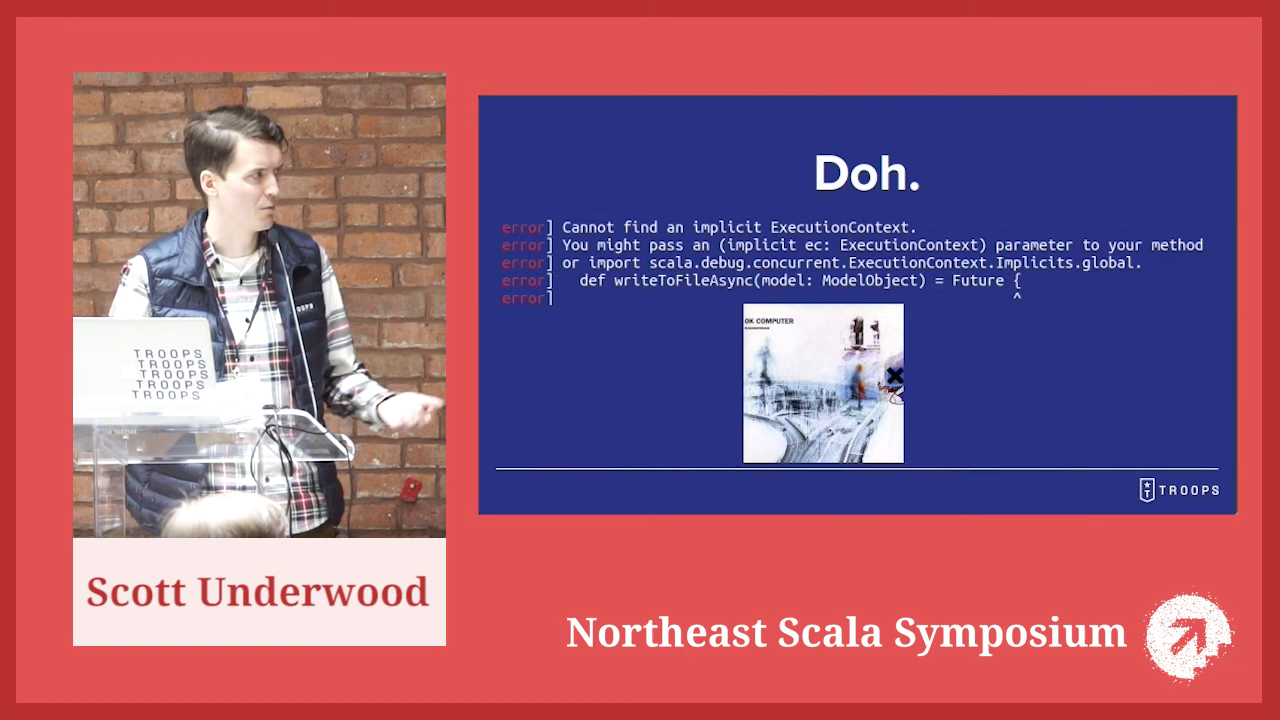 TROOPS
TROOPS
TROOPS
TROOPS
TROOPS
OOPS
Scott Underwood
Doh.
error] Cannot find an implicit ExecutionContext.
error] You might pass an (implicit ec: ExecutionContext) parameter to your method
error] or import scala.debug.concurrent.ExecutionContext.Implicits.global.
error]   def writeToFileAsync(model: ModelObject) = Future {
error]                                                     ^
OK COMPUTER
TROOPS
Northeast Scala Symposium